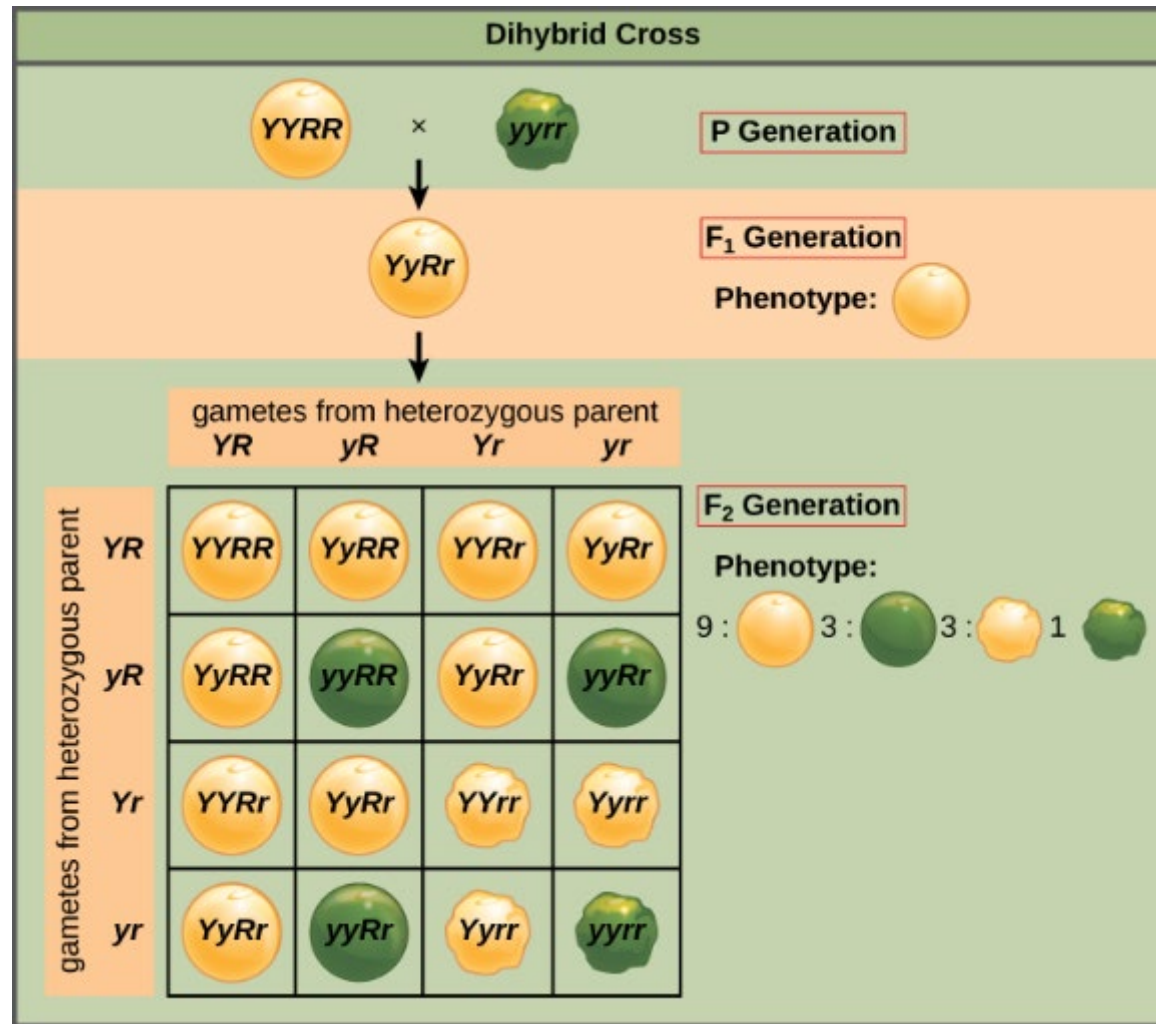 Dihybrid Cross
YYRR × yyrr
P Generation
YyRr
F₁ Generation
Phenotype:
gametes from heterozygous parent
YR yR Yr yr
gametes from heterozygous parent
YR YYRR YyRR YYRr YyRr
yR YyRR yyRR YyRr yyRr
Yr YYRr YyRr YYrr Yyrr
yr YyRr yyRr Yyrr yyrr
F₂ Generation
Phenotype:
9 : 3 : 3 : 1